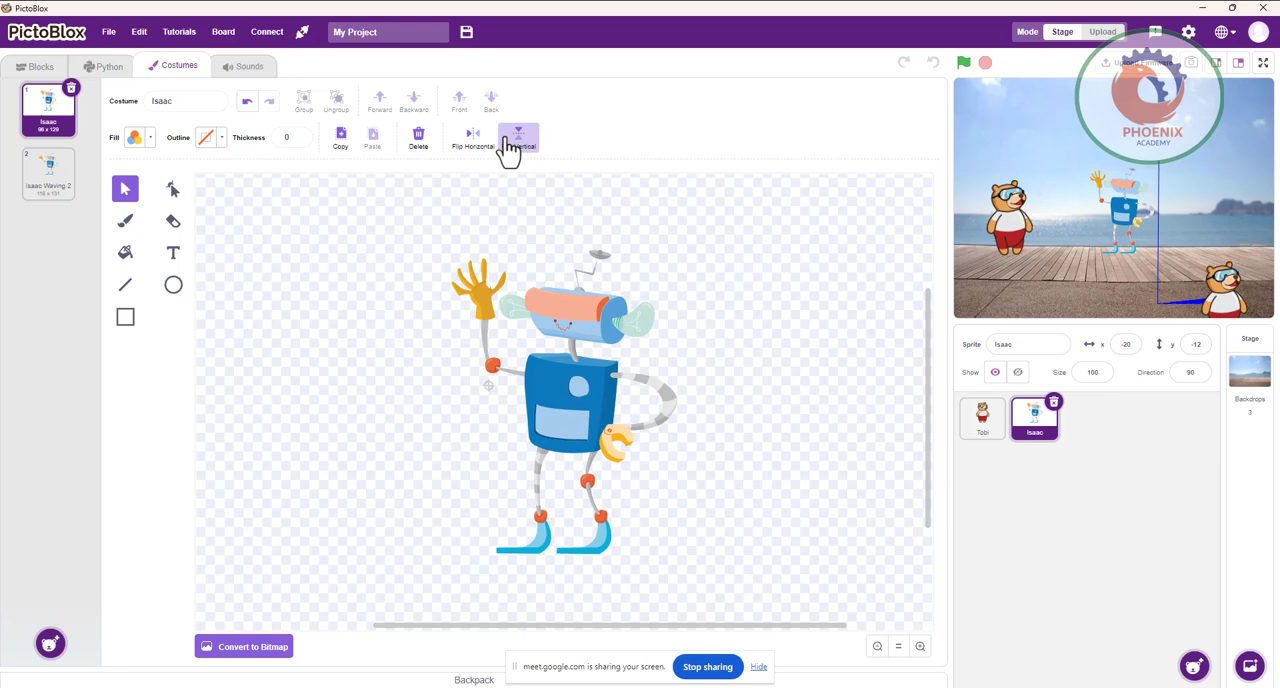 PictoBlox
PictoBlox File Edit Tutorials Board Connect My Project Mode Stage Upload
Blocks Python Costumes Sounds
Costume Isaac Group Ungroup Forward Backward Front Back
Fill Outline Thickness 0 Copy Paste Delete Flip Horizontal
1
Isaac
98 x 129
2
Isaac Waving 2
T
PHOENIX
ACADEMY
Sprite Isaac x -20 y -12
Show Size 100 Direction 90
Tobi Isaac
Stage
Backdrops
3
Convert to Bitmap
meet.google.com is sharing your screen. Stop sharing Hide
Backpack